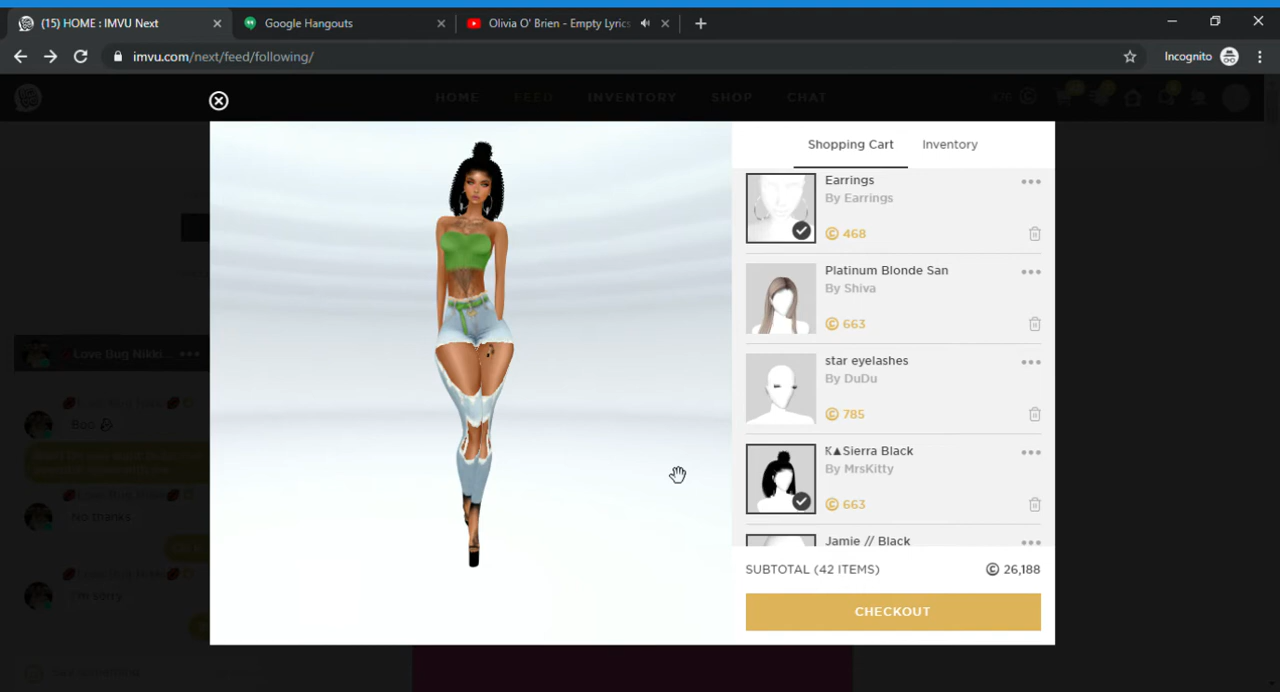 (15) HOME : IMVU Next
Google Hangouts
Olivia O' Brien - Empty Lyrics
imvu.com/next/feed/following/
Incognito
HOME FEED INVENTORY SHOP CHAT
476
Shopping Cart Inventory
Earrings
By Earrings
468
Platinum Blonde San
By Shiva
663
star eyelashes
By DuDu
785
K▲Sierra Black
By MrsKitty
663
Jamie // Black
SUBTOTAL (42 ITEMS) 26,188
CHECKOUT
Love Bug Nikki...
Boo
No thanks
I'm sorry